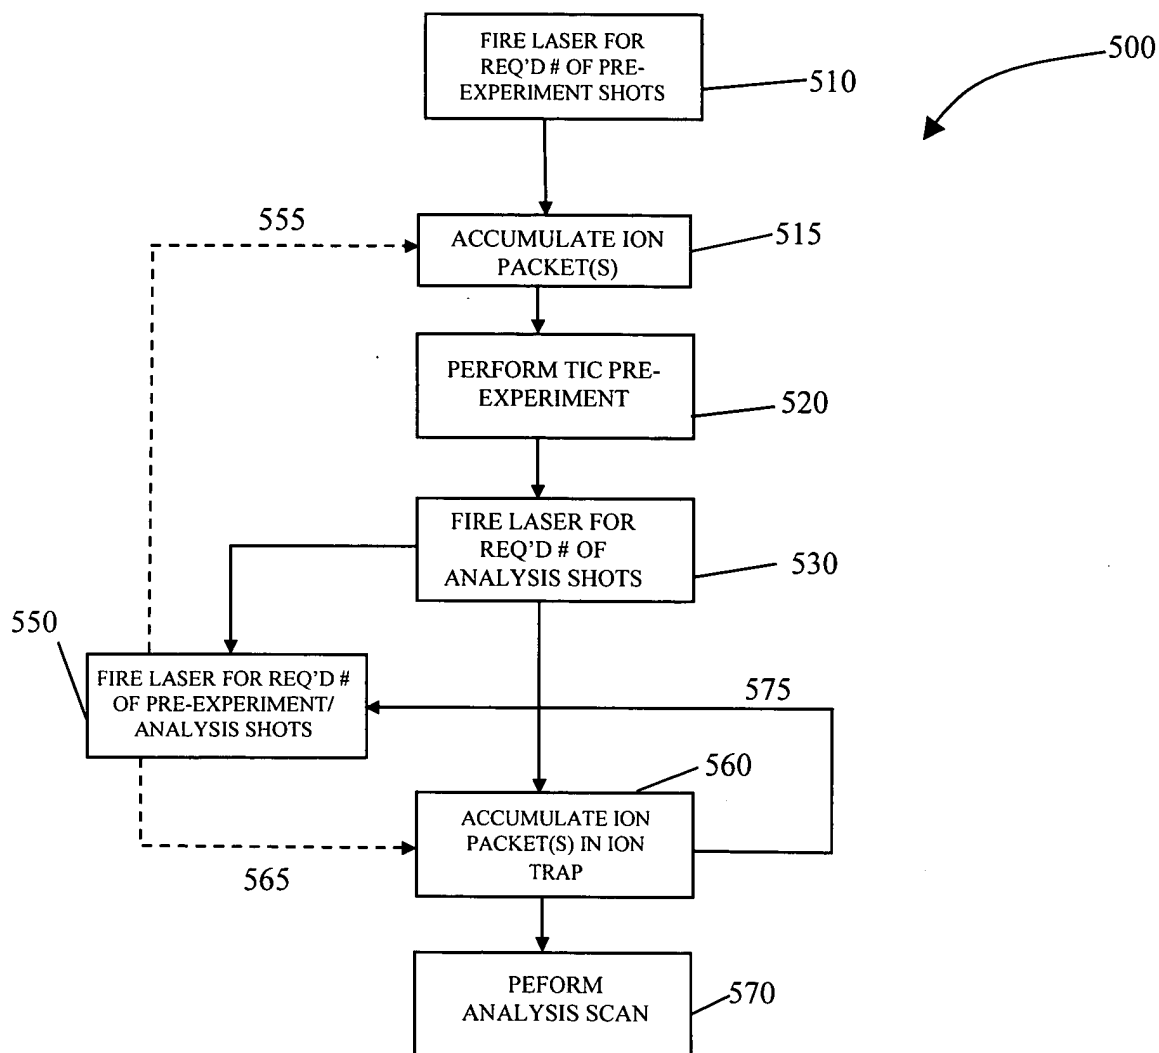 FIRE LASER FOR
REQ'D # OF PRE-
EXPERIMENT SHOTS
510
500
555
ACCUMULATE ION
PACKET(S)
515
PERFORM TIC PRE-
EXPERIMENT
520
FIRE LASER FOR
REQ'D # OF
ANALYSIS SHOTS
530
550
FIRE LASER FOR REQ'D #
OF PRE-EXPERIMENT/
ANALYSIS SHOTS
575
560
ACCUMULATE ION
PACKET(S) IN ION
TRAP
565
PEFORM
ANALYSIS SCAN
570